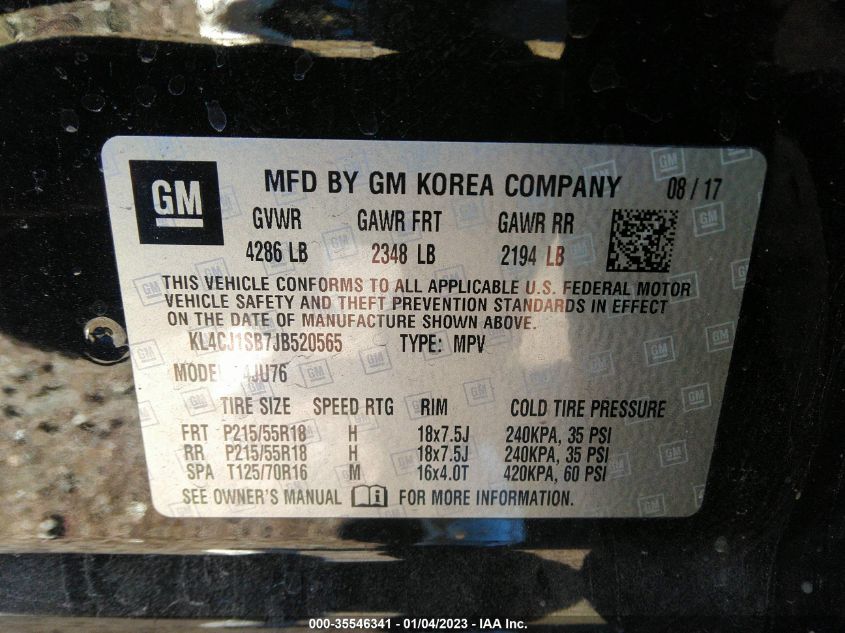 GM MFD BY GM KOREA COMPANY 08/17
GVWR GAWR FRT GAWR RR
4286 LB 2348 LB 2194 LB
THIS VEHICLE CONFORMS TO ALL APPLICABLE U.S. FEDERAL MOTOR
VEHICLE SAFETY AND THEFT PREVENTION STANDARDS IN EFFECT
ON THE DATE OF MANUFACTURE SHOWN ABOVE.
KL4CJ1SB7JB520565 TYPE: MPV
MODEL: 4JU76
TIRE SIZE SPEED RTG RIM COLD TIRE PRESSURE
FRT P215/55R18 H 18x7.5J 240KPA, 35 PSI
RR P215/55R18 H 18x7.5J 240KPA, 35 PSI
SPA T125/70R16 M 16x4.0T 420KPA, 60 PSI
SEE OWNER'S MANUAL FOR MORE INFORMATION.
000-35546341 - 01/04/2023 - IAA Inc.